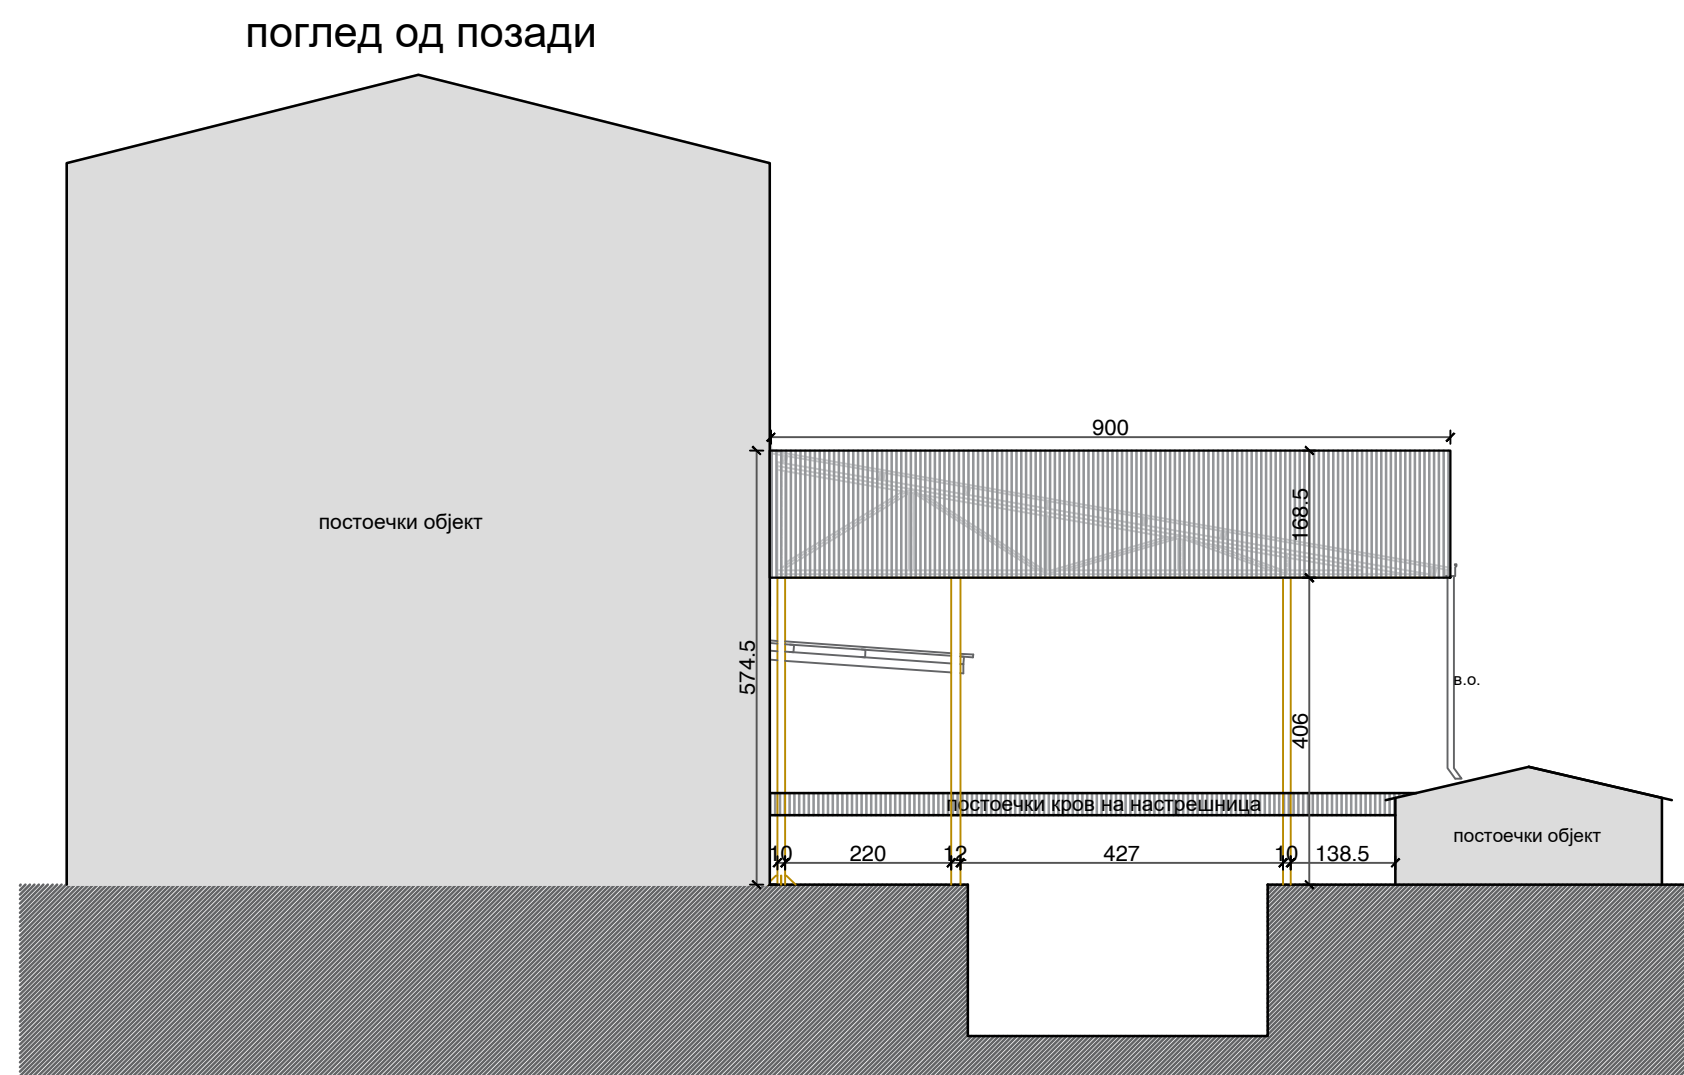 поглед од позади
900
168.5
постоечки објект
574.5
в.о.
406
постоечки кров на настрешница
постоечки објект
10 220 12 427 10 138.5